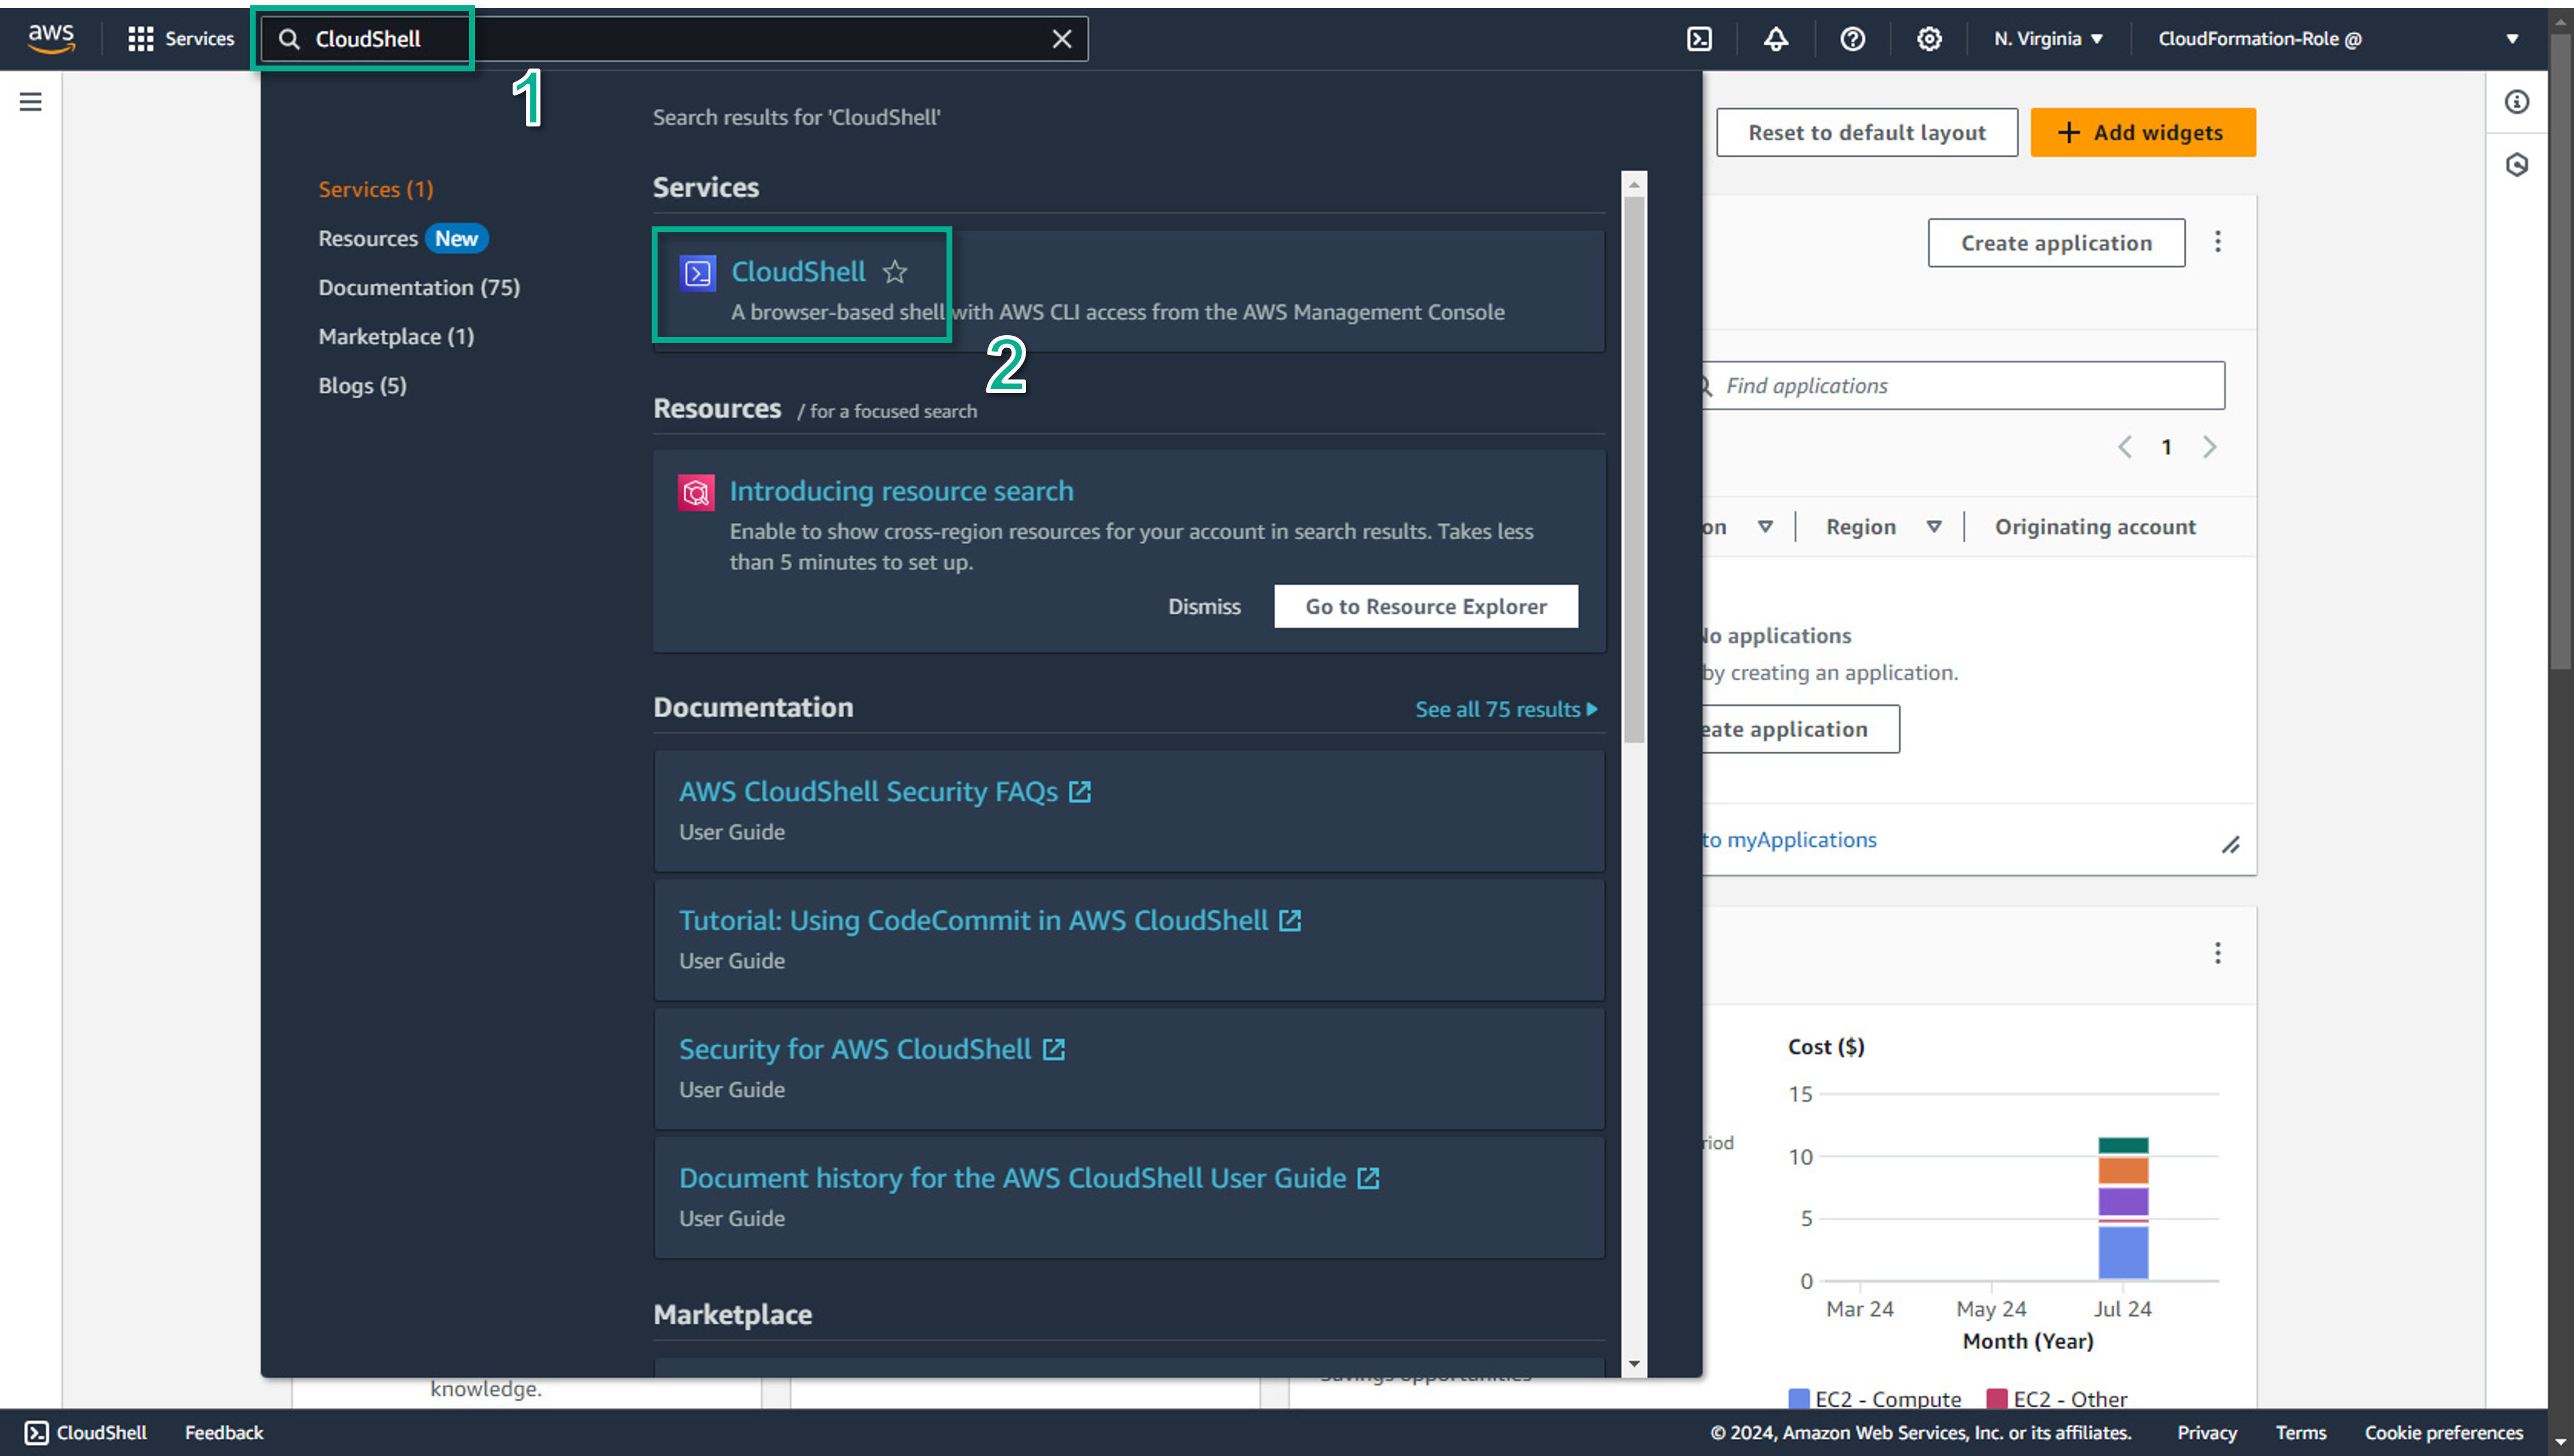 aws
Services
CloudShell
N. Virginia
CloudFormation-Role @
1
Search results for 'CloudShell'
Reset to default layout
Add widgets
Services (1)
Resources New
Documentation (75)
Marketplace (1)
Blogs (5)
Services
CloudShell
A browser-based shell with AWS CLI access from the AWS Management Console
2
Resources / for a focused search
Introducing resource search
Enable to show cross-region resources for your account in search results. Takes less
than 5 minutes to set up.
Dismiss
Go to Resource Explorer
Documentation
See all 75 results
AWS CloudShell Security FAQs
User Guide
Tutorial: Using CodeCommit in AWS CloudShell
User Guide
Security for AWS CloudShell
User Guide
Document history for the AWS CloudShell User Guide
User Guide
Marketplace
Create application
Find applications
1
on
Region
Originating account
No applications
by creating an application.
eate application
to myApplications
riod
Cost ($)
15
10
5
0
Mar 24
May 24
Jul 24
Month (Year)
EC2 - Compute
EC2 - Other
knowledge.
CloudShell
Feedback
© 2024, Amazon Web Services, Inc. or its affiliates.
Privacy
Terms
Cookie preferences